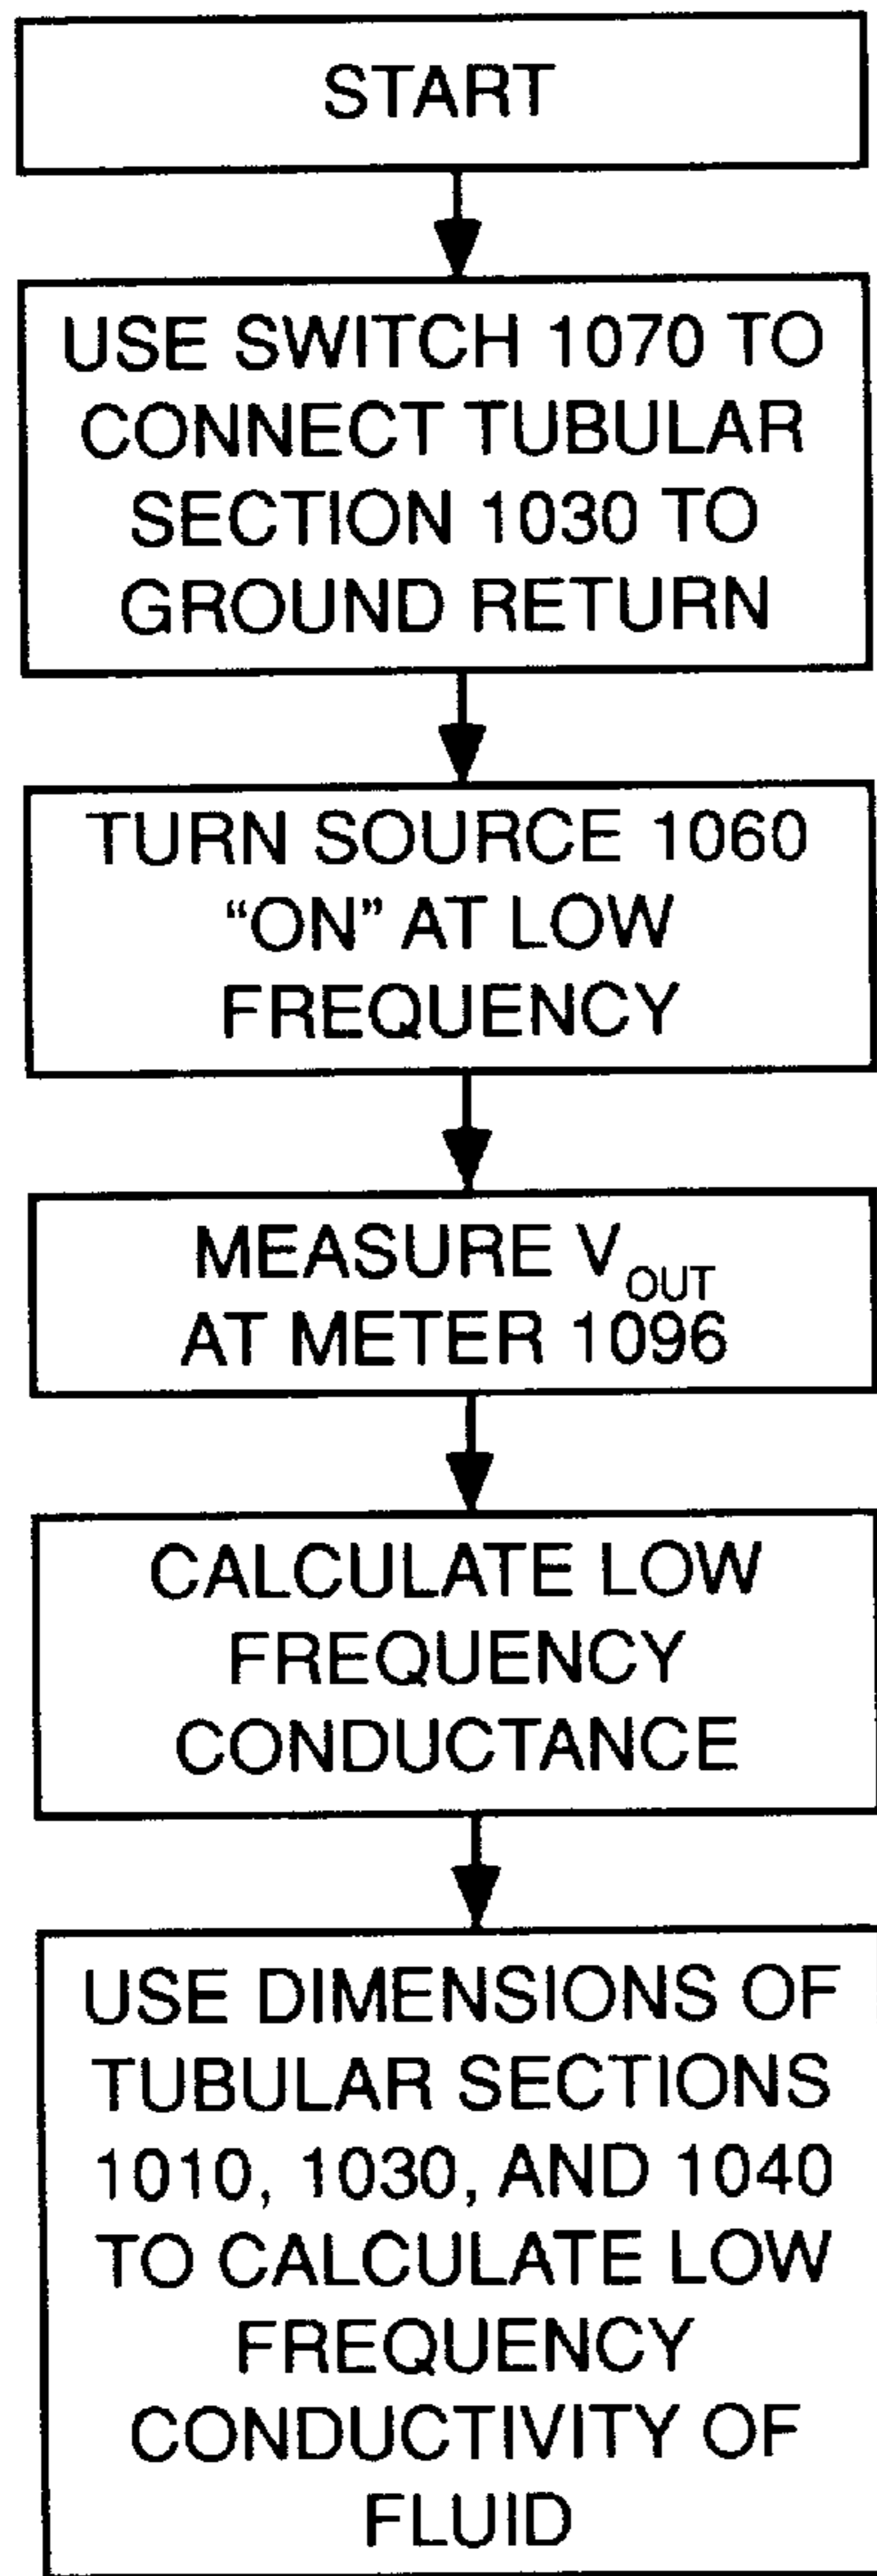 START
USE SWITCH 1070 TO
CONNECT TUBULAR
SECTION 1030 TO
GROUND RETURN
TURN SOURCE 1060
“ON” AT LOW
FREQUENCY
MEASURE V OUT
AT METER 1096
CALCULATE LOW
FREQUENCY
CONDUCTANCE
USE DIMENSIONS OF
TUBULAR SECTIONS
1010, 1030, AND 1040
TO CALCULATE LOW
FREQUENCY
CONDUCTIVITY OF
FLUID